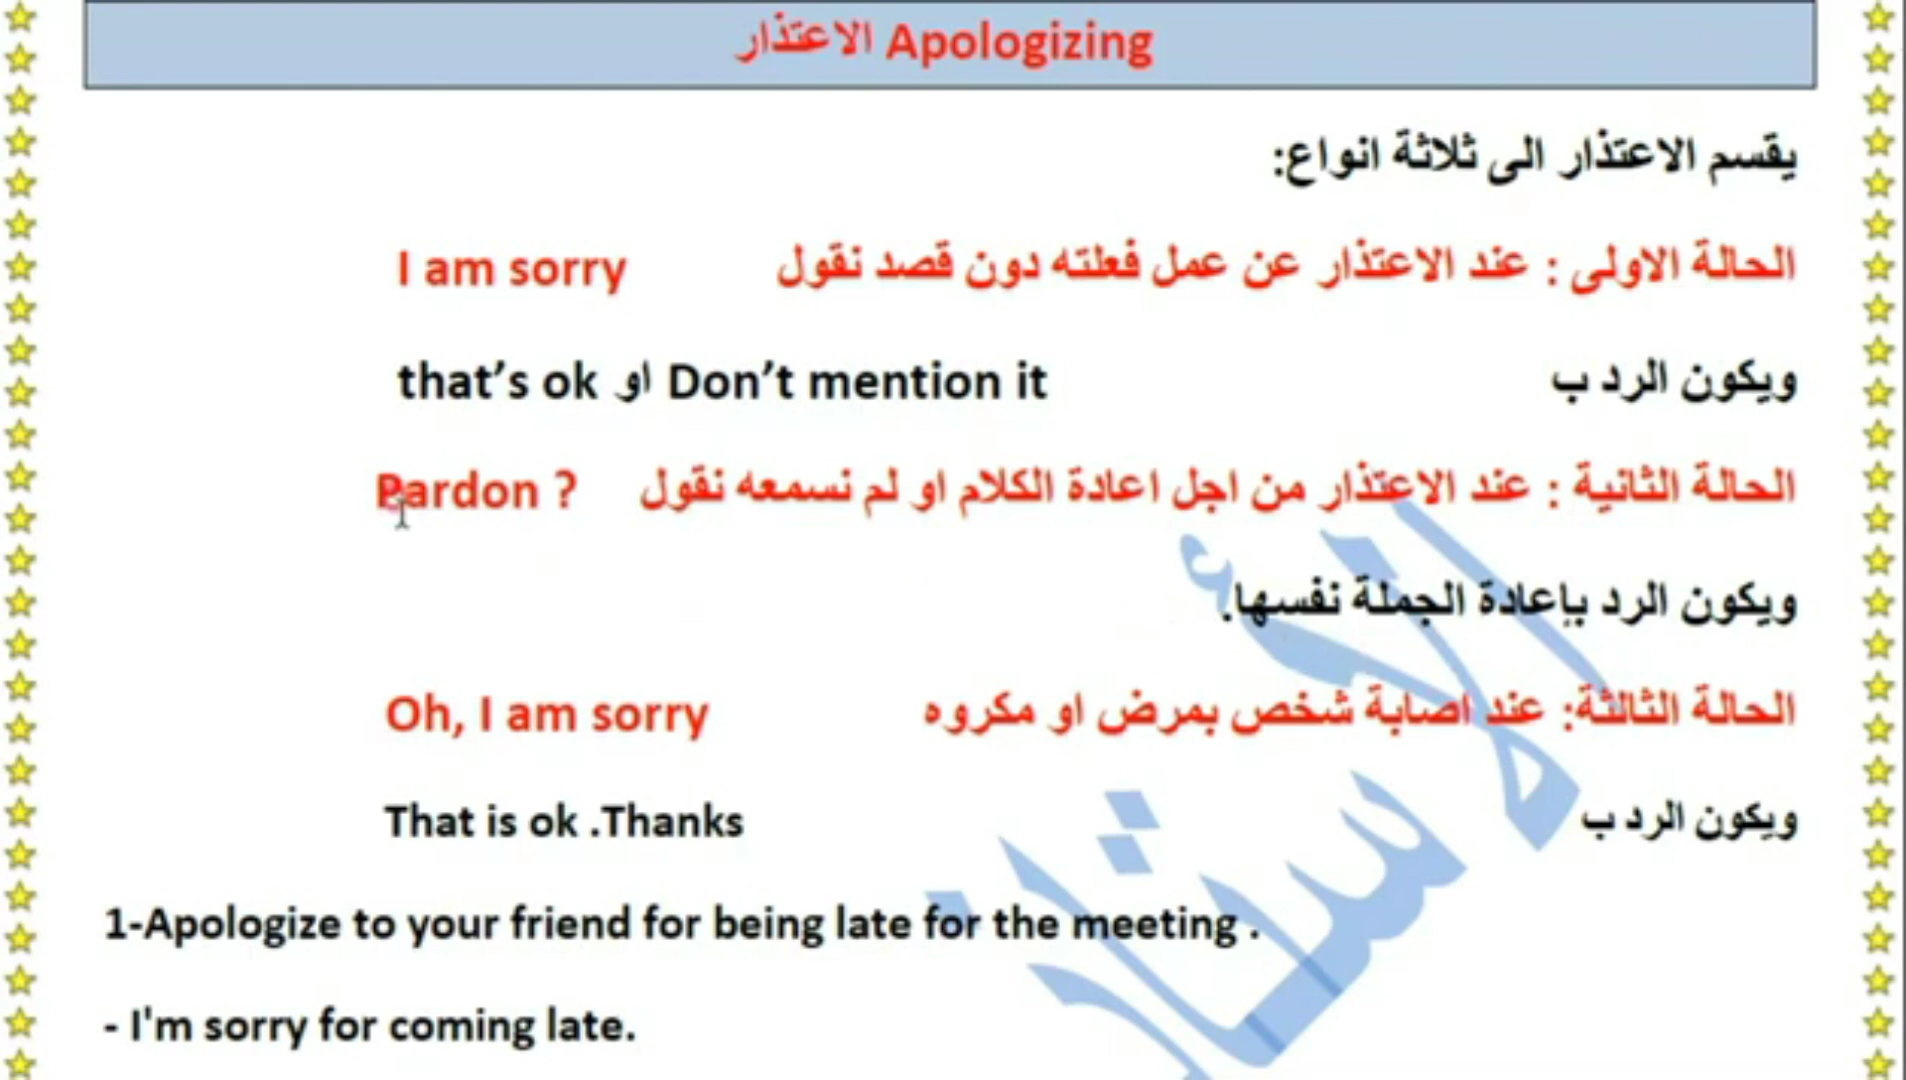 الاعتذار Apologizing
يقسم الاعتذار الى ثلاثة انواع:
الحالة الاولى : عند الاعتذار عن عمل فعلته دون قصد نقول I am sorry
ويكون الرد ب that's ok او Don't mention it
الحالة الثانية : عند الاعتذار من اجل اعادة الكلام او لم نسمعه نقول Pardon ?
ويكون الرد بإعادة الجملة نفسها.
الحالة الثالثة: عند اصابة شخص بمرض او مكروه Oh, I am sorry
ويكون الرد ب That is ok .Thanks
1-Apologize to your friend for being late for the meeting .
- I'm sorry for coming late.
الأستاذ